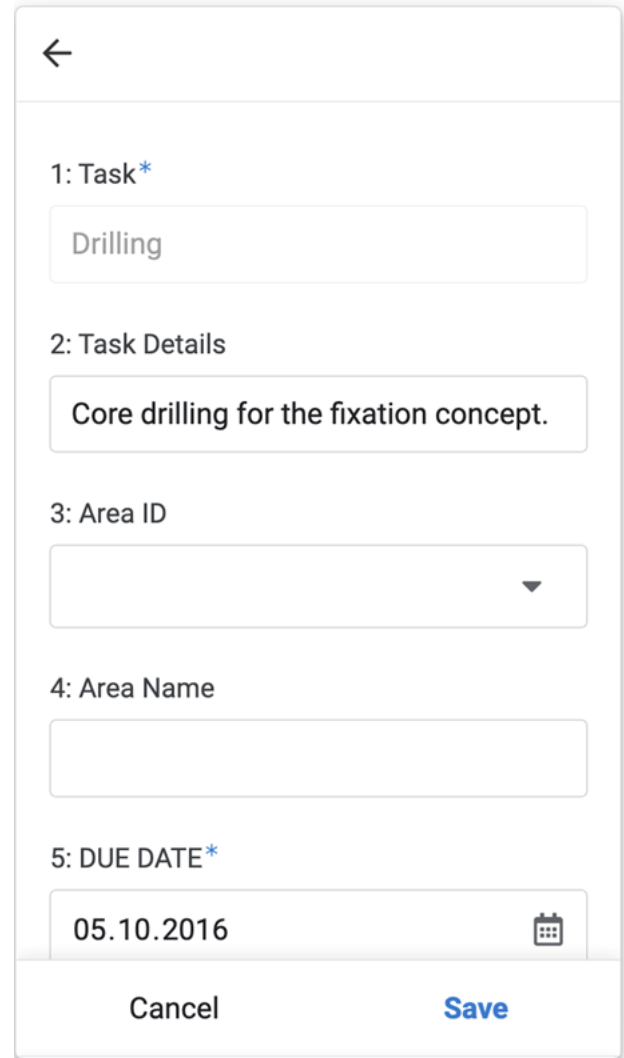 1: Task*
Drilling
2: Task Details
Core drilling for the fixation concept.
3: Area ID
4: Area Name
5: DUE DATE*
05.10.2016
Cancel Save